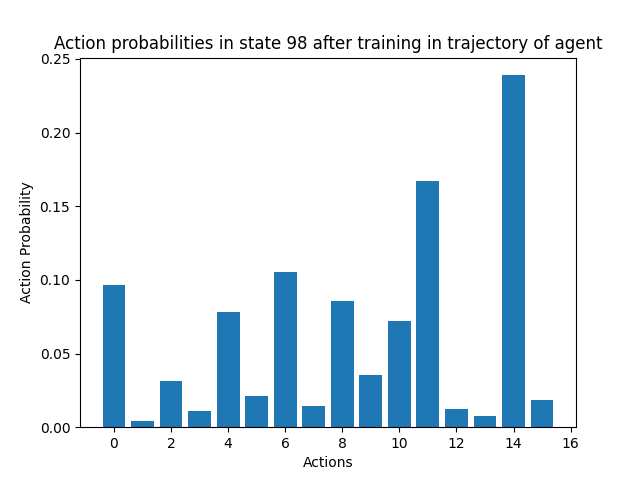 Action probabilities in state 98 after training in trajectory of agent
0.25
0.20
0.15
0.10
0.05
0.00
Action Probability
0 2 4 6 8 10 12 14 16
Actions